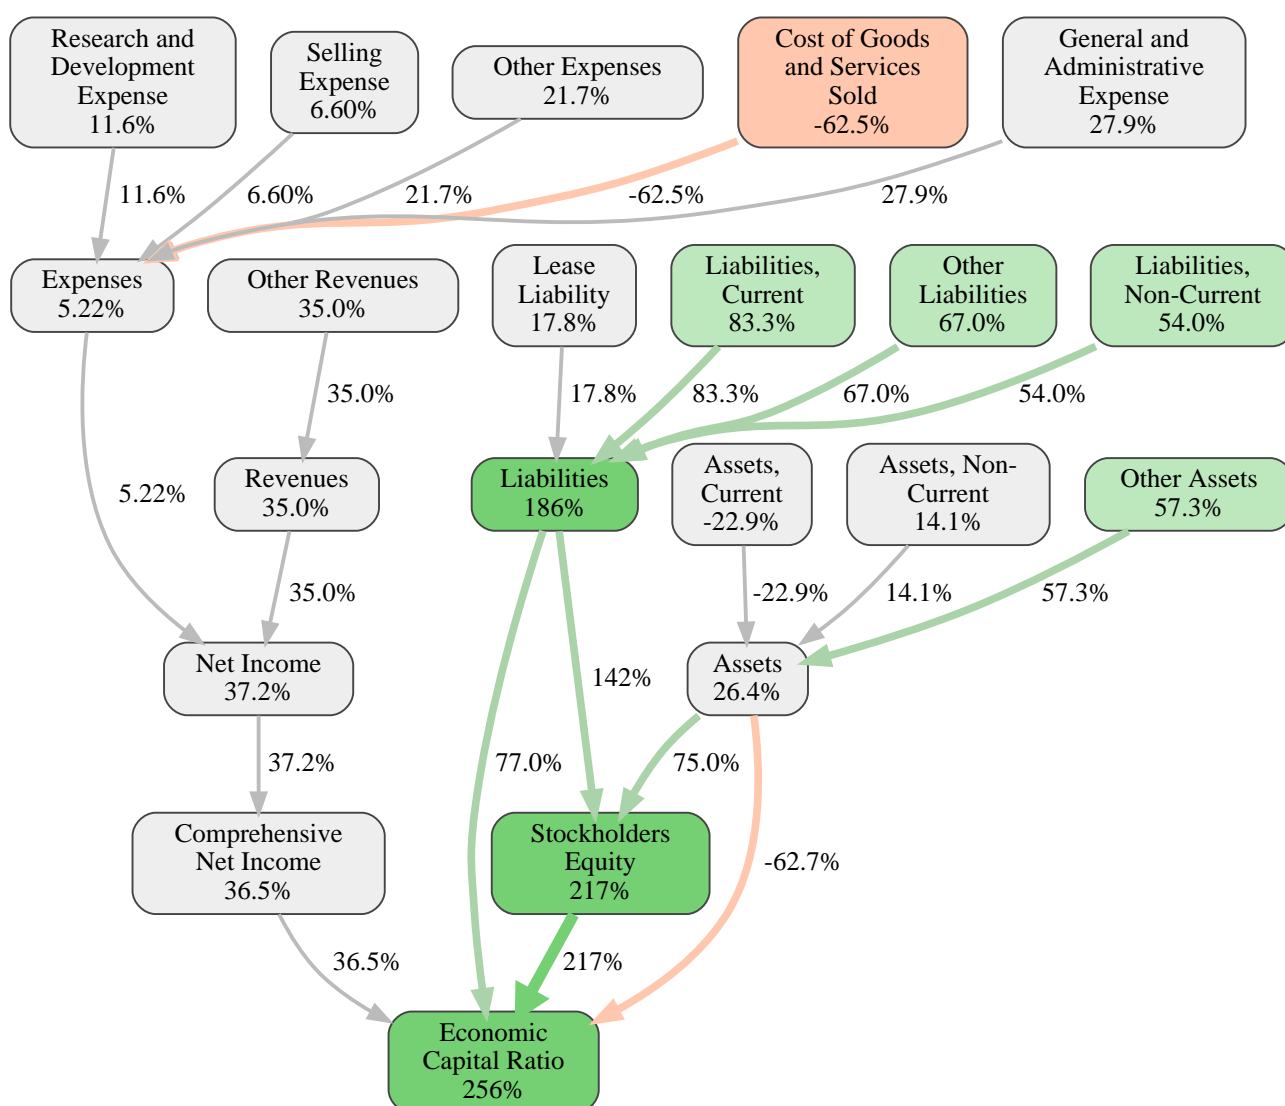 Research and
Development
Expense
11.6%
Selling
Expense
6.60%
Other Expenses
21.7%
Cost of Goods
and Services
Sold
-62.5%
General and
Administrative
Expense
27.9%
11.6%
6.60%
21.7%
-62.5%
27.9%
Expenses
5.22%
Other Revenues
35.0%
Lease
Liability
17.8%
Liabilities,
Current
83.3%
Other
Liabilities
67.0%
Liabilities,
Non-Current
54.0%
35.0%
17.8%
83.3%
67.0%
54.0%
5.22%
Revenues
35.0%
Liabilities
186%
Assets,
Current
-22.9%
Assets, Non-
Current
14.1%
Other Assets
57.3%
35.0%
-22.9%
14.1%
57.3%
Net Income
37.2%
142%
Assets
26.4%
37.2%
77.0%
75.0%
Comprehensive
Net Income
36.5%
Stockholders
Equity
217%
-62.7%
36.5%
217%
Economic
Capital Ratio
256%